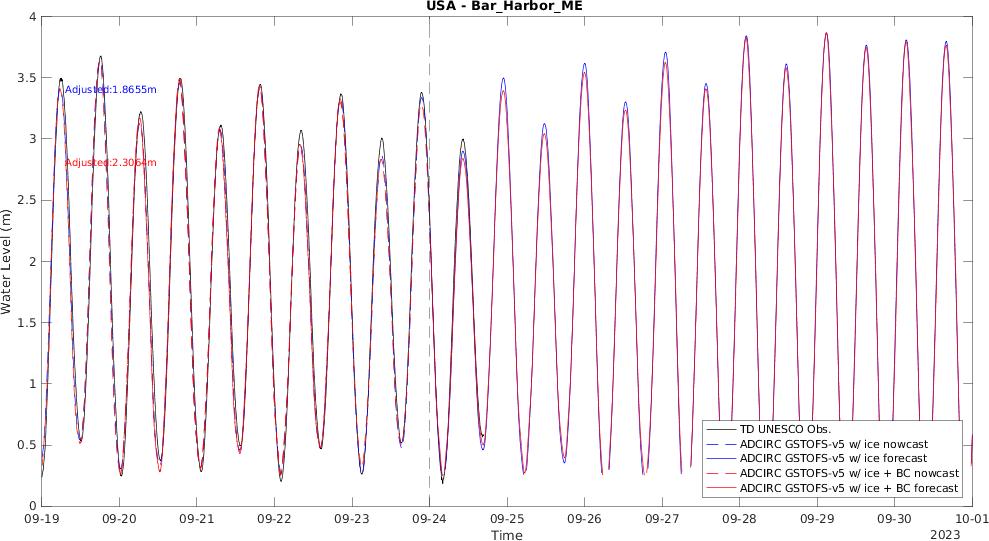 USA - Bar_Harbor_ME
4
3.5
3
2.5
2
1.5
1
0.5
0
Water Level (m)
Adjusted:1.8655m
Adjusted:2.3064m
TD UNESCO Obs.
ADCIRC GSTOFS-v5 w/ ice nowcast
ADCIRC GSTOFS-v5 w/ ice forecast
ADCIRC GSTOFS-v5 w/ ice + BC nowcast
ADCIRC GSTOFS-v5 w/ ice + BC forecast
09-19 09-20 09-21 09-22 09-23 09-24 09-25 09-26 09-27 09-28 09-29 09-30 10-01
Time
2023